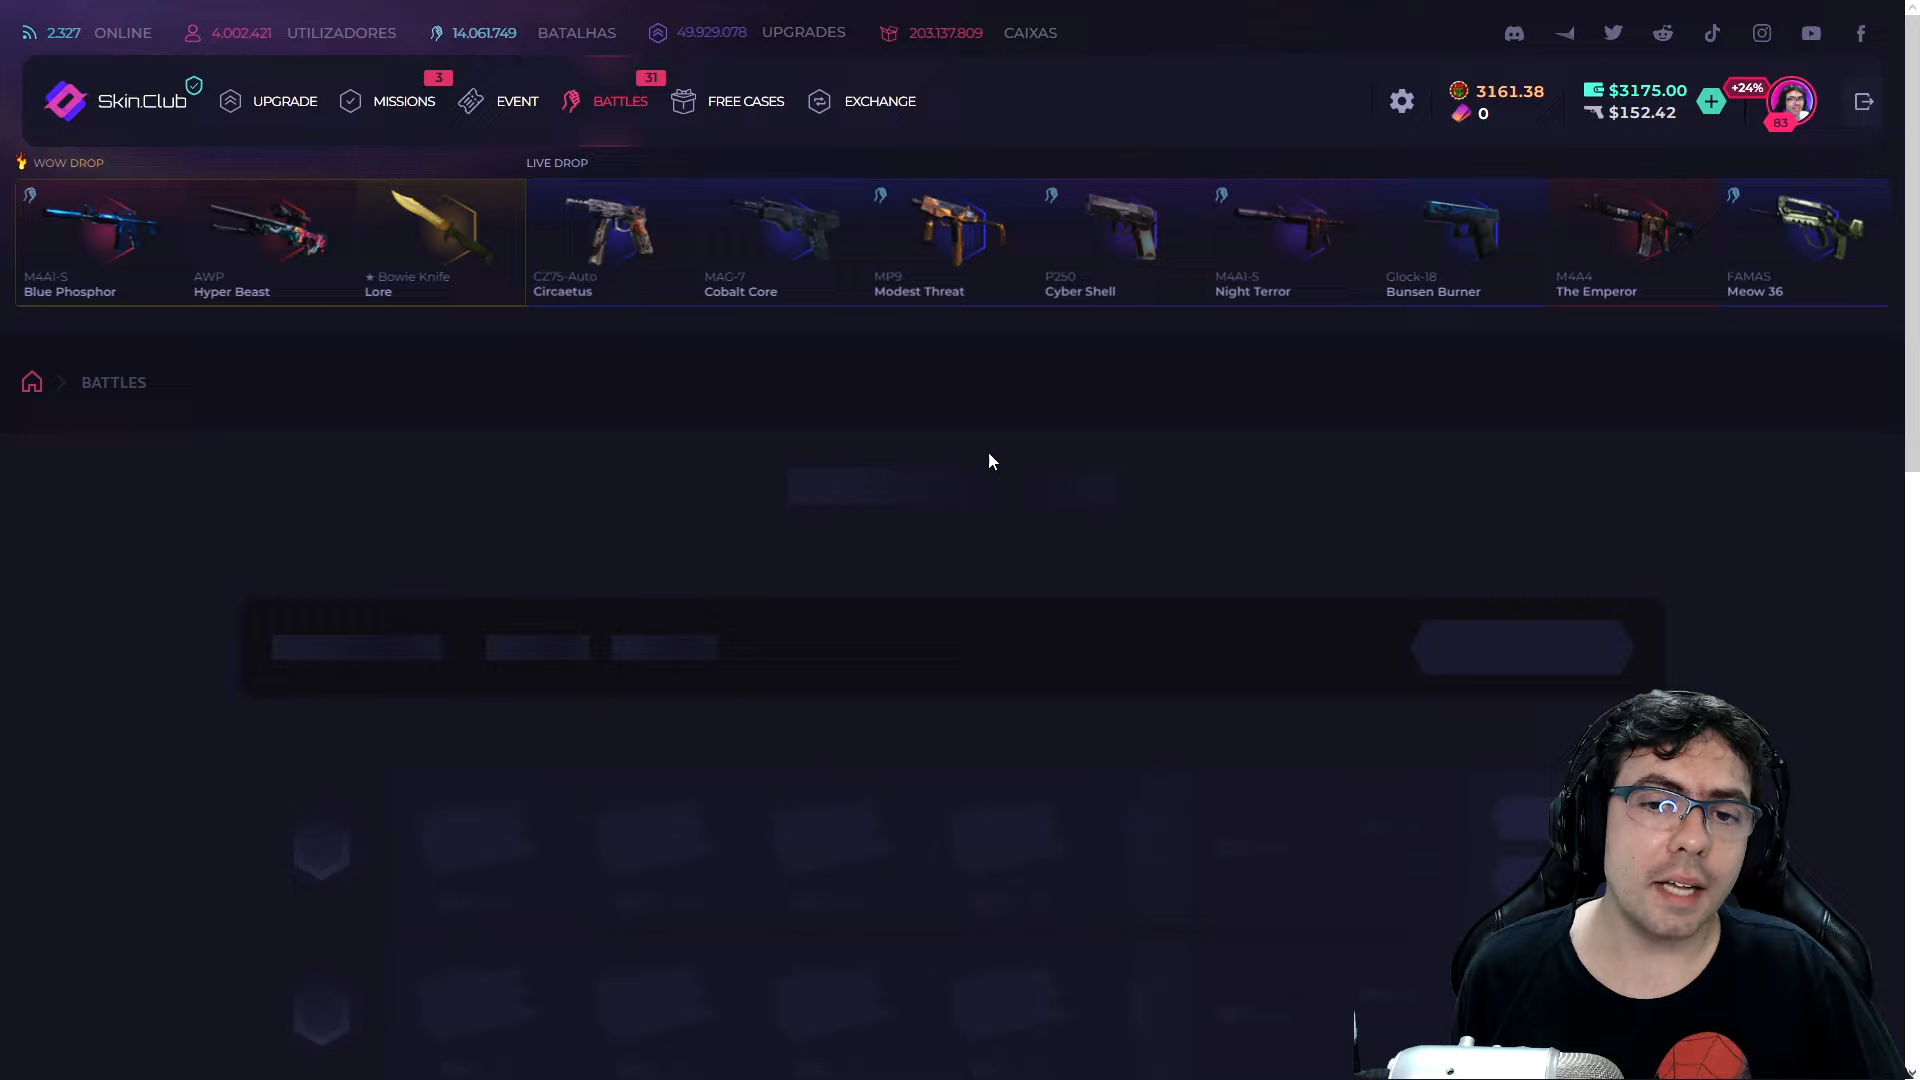 2.327 ONLINE 4.002.421 UTILIZADORES 14.061.749 BATALHAS 49.929.078 UPGRADES 203.137.809 CAIXAS
Skin.Club UPGRADE 3 MISSIONS EVENT 31 BATTLES FREE CASES EXCHANGE
3161.38 $3175.00 +24%
0 $152.42 83
WOW DROP LIVE DROP
M4A1-S AWP ★ Bowie Knife CZ75-Auto MAG-7 MP9 P250 M4A1-S Glock-18 M4A4 FAMAS
Blue Phosphor Hyper Beast Lore Circaetus Cobalt Core Modest Threat Cyber Shell Night Terror Bunsen Burner The Emperor Meow 36
BATTLES